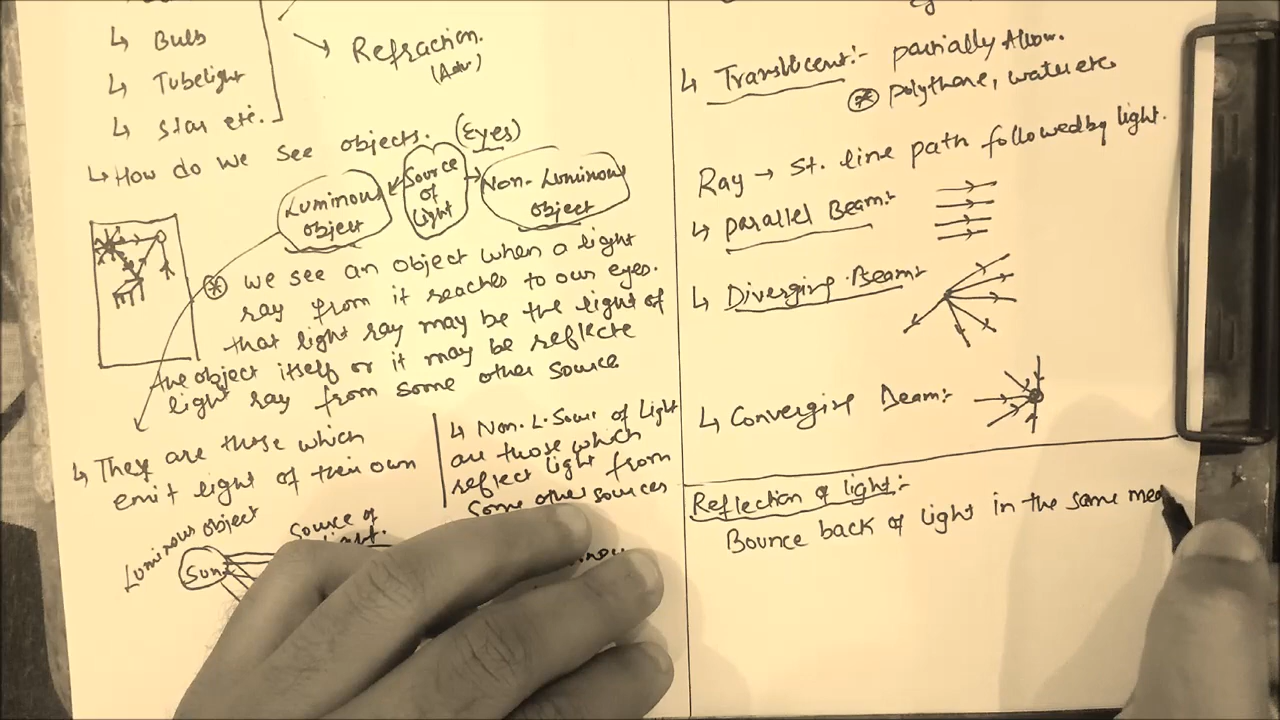 ↳ Bulb
↳ Tubelight
↳ Star etc.
→ Refraction.
(Adv.)
↳ How do we see objects. (Eyes)
Luminous object
Source of Light
Non-Luminous object
⊛ we see an object when a light
ray from it reaches to our eyes.
that light ray may be the light of
the object itself or it may be reflecte
light ray from some other source
↳ They are those which
emit light of their own
Luminous object
Source of
Sun
↳ Non. L. Sour of Light
are those which
reflect light from
some other sources
↳ Translucent:- partially Allow.
⊛ polythene, water etc.
Ray → St. line path followed by light.
↳ parallel Beam:-
↳ Diverging Beam:-
↳ Converging Beam:-
Reflection of light:-
Bounce back of light in the same med